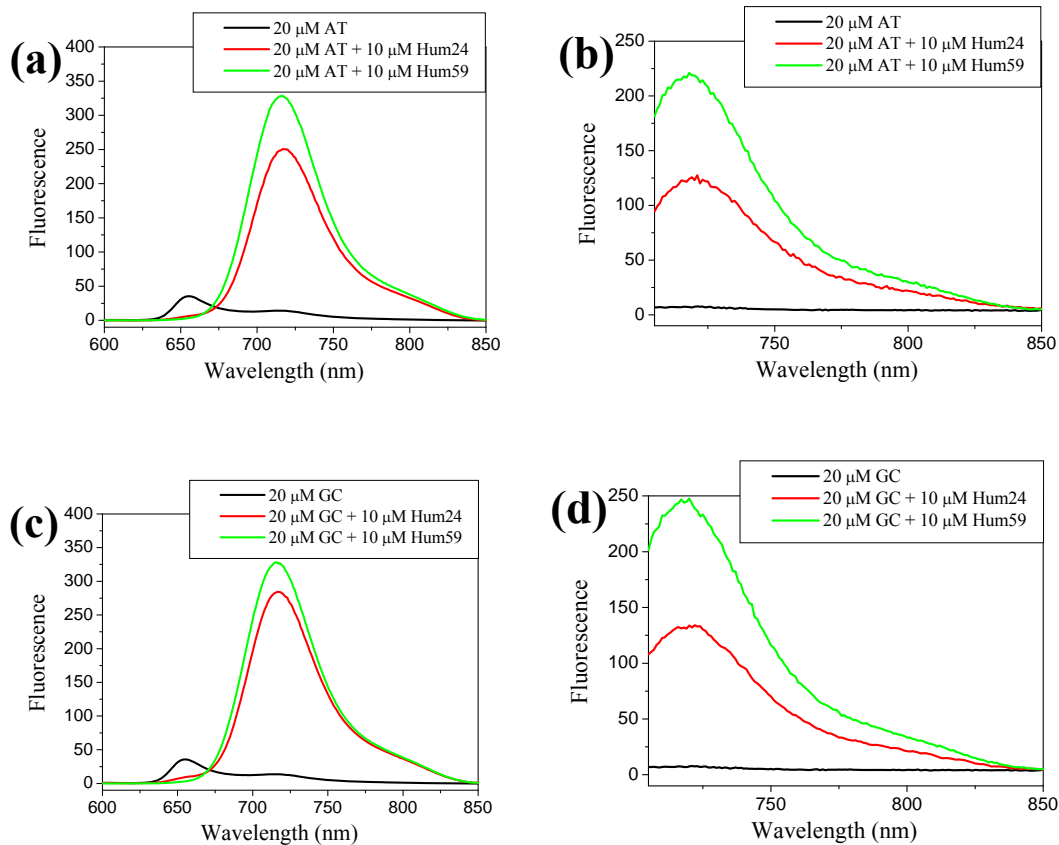 (a)
20 μM AT
20 μM AT + 10 μM Hum24
20 μM AT + 10 μM Hum59
400
350
300
250
200
150
100
50
0
Fluorescence
600 650 700 750 800 850
Wavelength (nm)
(b)
20 μM AT
20 μM AT + 10 μM Hum24
20 μM AT + 10 μM Hum59
250
200
150
100
50
0
Fluorescence
750 800 850
Wavelength (nm)
(c)
20 μM GC
20 μM GC + 10 μM Hum24
20 μM GC + 10 μM Hum59
400
350
300
250
200
150
100
50
0
Fluorescence
600 650 700 750 800 850
Wavelength (nm)
(d)
20 μM GC
20 μM GC + 10 μM Hum24
20 μM GC + 10 μM Hum59
250
200
150
100
50
0
Fluorescence
750 800 850
Wavelength (nm)